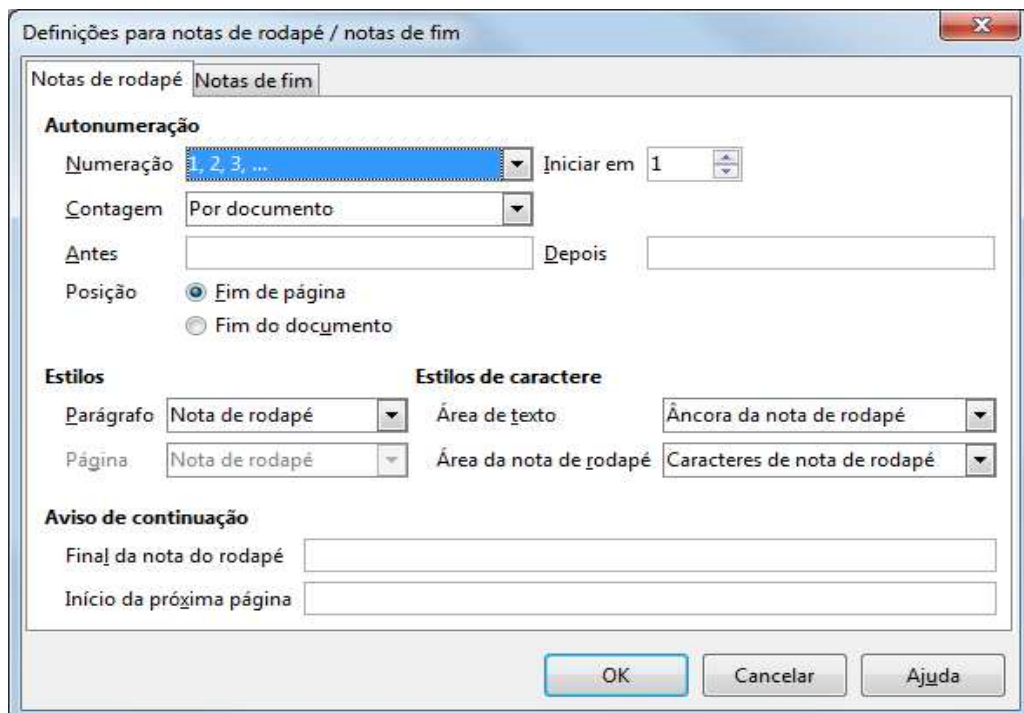 Definições para notas de rodapé / notas de fim
Notas de rodapé Notas de fim
Autonumeração
Numeração 1, 2, 3, ... Iniciar em 1
Contagem Por documento
Antes Depois
Posição Fim de página
Fim do documento
Estilos Estilos de caractere
Parágrafo Nota de rodapé Área de texto Âncora da nota de rodapé
Página Nota de rodapé Área da nota de rodapé Caracteres de nota de rodapé
Aviso de continuação
Final da nota do rodapé
Início da próxima página
OK Cancelar Ajuda